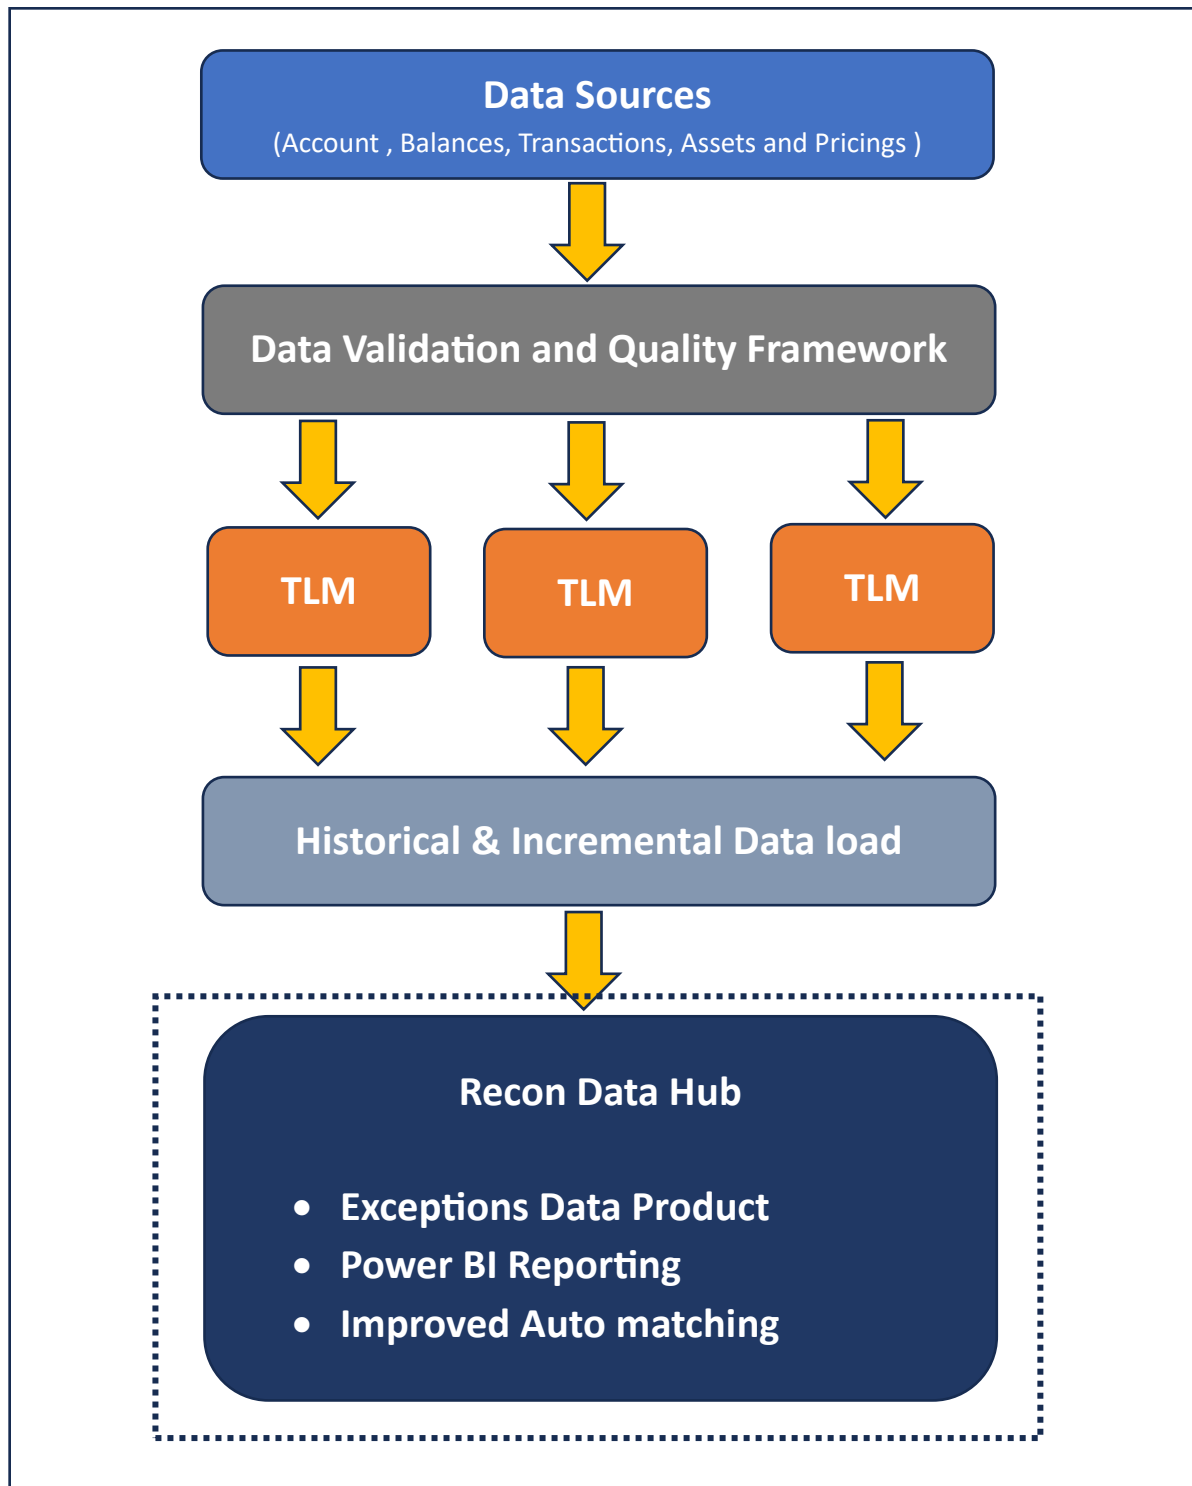 Data Sources
(Account , Balances, Transactions, Assets and Pricings )
Data Validation and Quality Framework
TLM
TLM
TLM
Historical & Incremental Data load
Recon Data Hub
• Exceptions Data Product
• Power BI Reporting
• Improved Auto matching